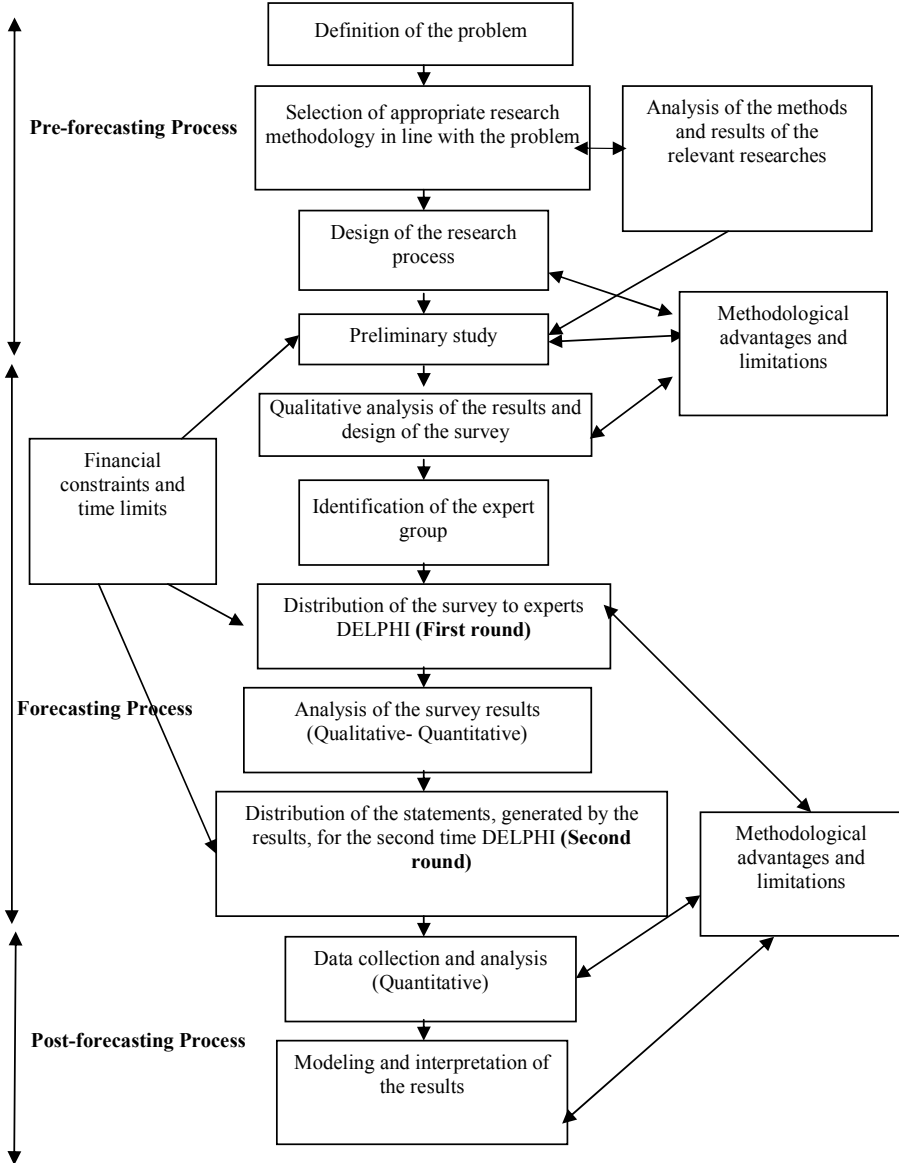 Definition of the problem
Pre-forecasting Process
Selection of appropriate research
methodology in line with the problem
Analysis of the methods
and results of the
relevant researches
Design of the research
process
Preliminary study
Methodological
advantages and
limitations
Qualitative analysis of the results and
design of the survey
Financial
constraints and
time limits
Identification of the expert
group
Distribution of the survey to experts
DELPHI (First round)
Forecasting Process
Analysis of the survey results
(Qualitative- Quantitative)
Distribution of the statements, generated by the
results, for the second time DELPHI (Second
round)
Methodological
advantages and
limitations
Data collection and analysis
(Quantitative)
Post-forecasting Process
Modeling and interpretation of
the results